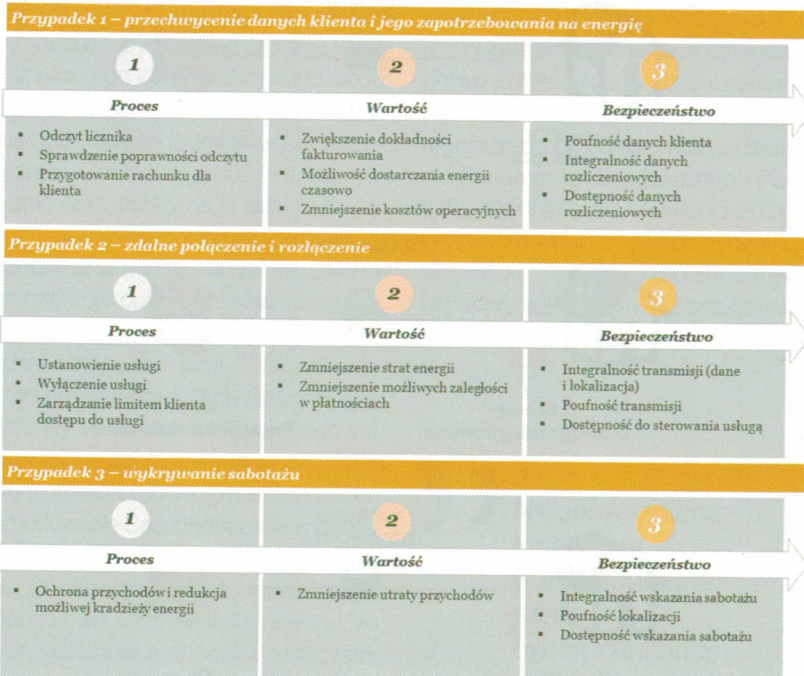 Przypadek 1 – przechwycenie danych klienta i jego zapotrzebowania na energię
1
2
3
Proces
Wartość
Bezpieczeństwo
▪ Odczyt licznika
▪ Sprawdzenie poprawności odczytu
▪ Przygotowanie rachunku dla
klienta
▪ Zwiększenie dokładności
fakturowania
▪ Możliwość dostarczania energii
czasowo
▪ Zmniejszenie kosztów operacyjnych
▪ Poufność danych klienta
▪ Integralność danych
rozliczeniowych
▪ Dostępność danych
rozliczeniowych
Przypadek 2 – zdalne połączenie i rozłączenie
1
2
3
Proces
Wartość
Bezpieczeństwo
▪ Ustanowienie usługi
▪ Wyłączenie usługi
▪ Zarządzanie limitem klienta
dostępu do usługi
▪ Zmniejszenie strat energii
▪ Zmniejszenie możliwych zaległości
w płatnościach
▪ Integralność transmisji (dane
i lokalizacja)
▪ Poufność transmisji
▪ Dostępność do sterowania usługą
Przypadek 3 – wykrywanie sabotażu
1
2
3
Proces
Wartość
Bezpieczeństwo
▪ Ochrona przychodów i redukcja
możliwej kradzieży energii
▪ Zmniejszenie utraty przychodów
▪ Integralność wskazania sabotażu
▪ Poufność lokalizacji
▪ Dostępność wskazania sabotażu